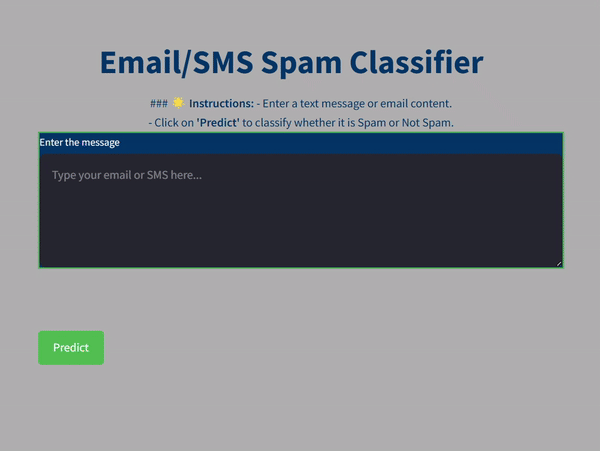 Email/SMS Spam Classifier
### 🌟 Instructions: - Enter a text message or email content.
- Click on 'Predict' to classify whether it is Spam or Not Spam.
Enter the message
Type your email or SMS here...
Predict